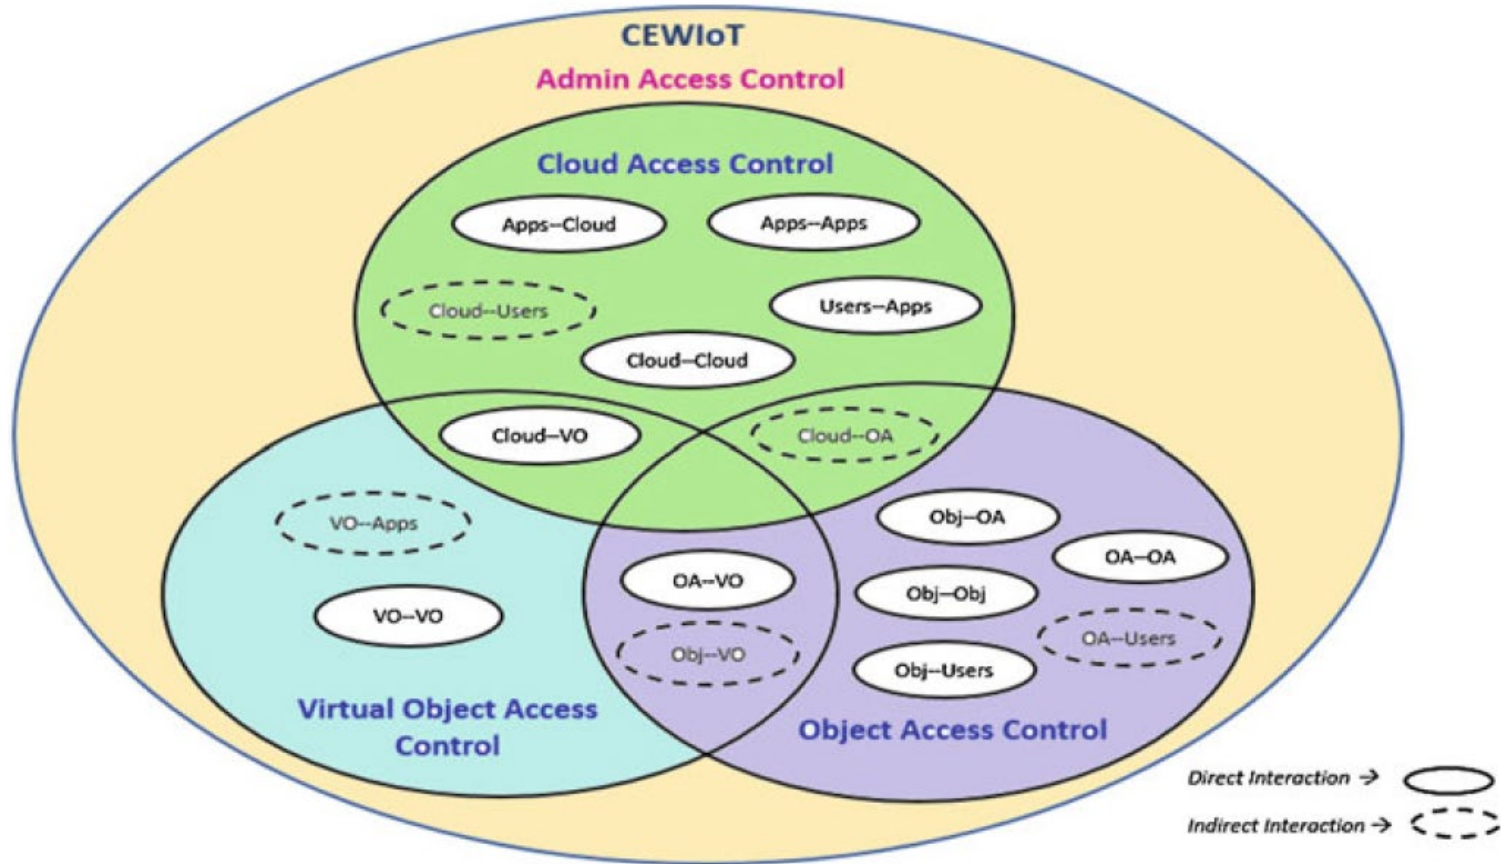 CEWIoT
Admin Access Control
Cloud Access Control
Apps--Cloud
Apps--Apps
Cloud--Users
Users--Apps
Cloud--Cloud
Cloud--VO
Cloud--OA
VO--Apps
VO--VO
Virtual Object Access
Control
OA--VO
Obj--VO
Obj--OA
OA--OA
Obj--Obj
OA--Users
Obj--Users
Object Access Control
Direct Interaction →
Indirect Interaction →